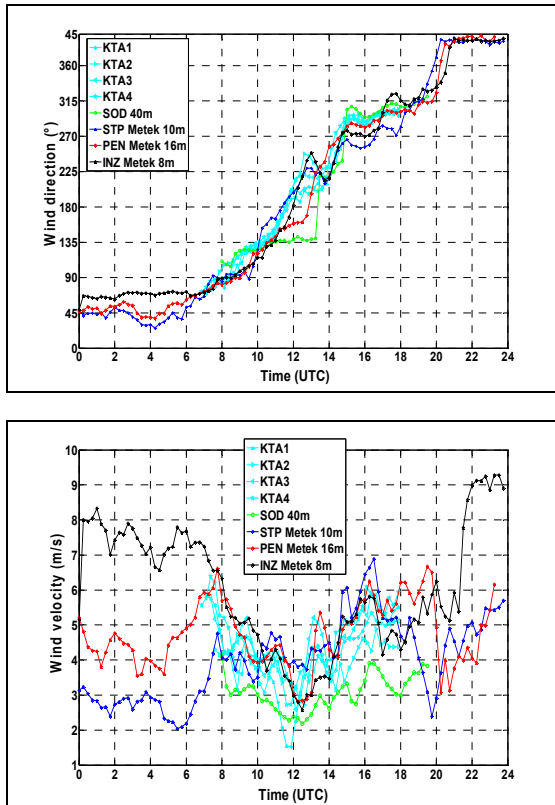 45
360
315
270
225
180
135
90
45
0
Wind direction (°)
KTA1
KTA2
KTA3
KTA4
SOD 40m
STP Metek 10m
PEN Metek 16m
INZ Metek 8m
0 2 4 6 8 10 12 14 16 18 20 22 24
Time (UTC)
10
9
8
7
6
5
4
3
2
1
Wind velocity (m/s)
KTA1
KTA2
KTA3
KTA4
SOD 40m
STP Metek 10m
PEN Metek 16m
INZ Metek 8m
0 2 4 6 8 10 12 14 16 18 20 22 24
Time (UTC)